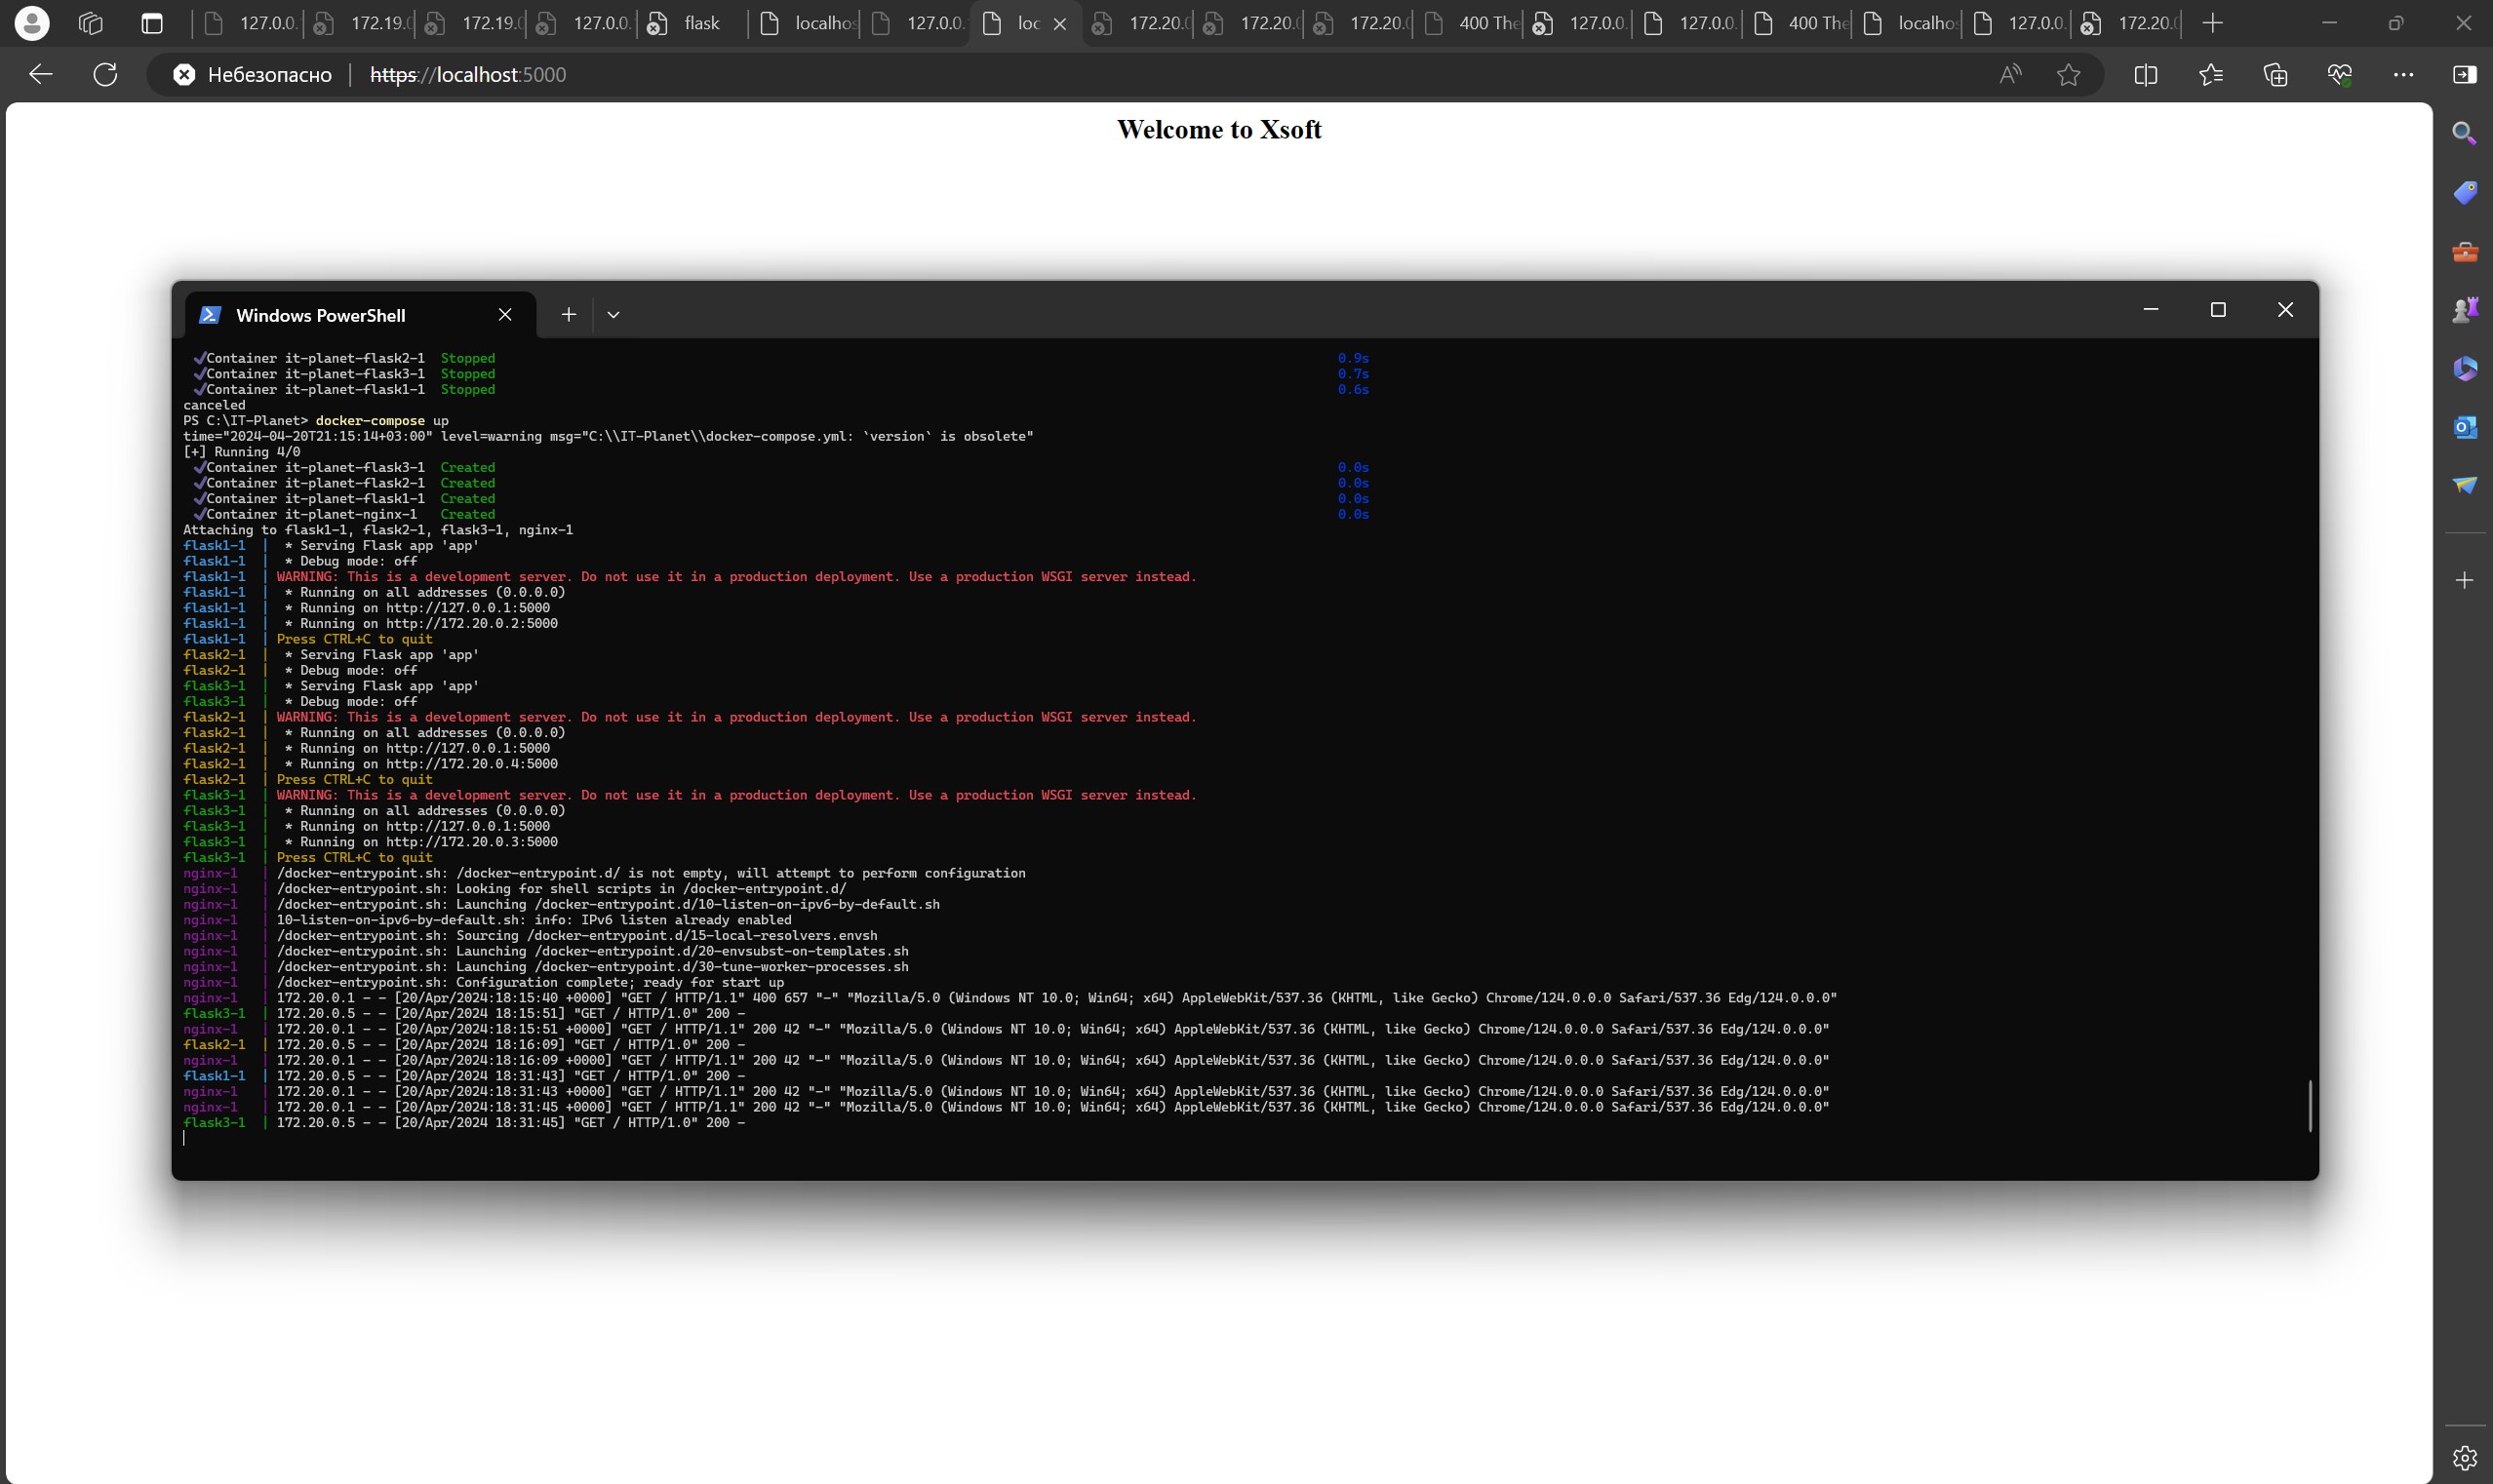 127.0.0. 172.19.0 172.19.0 127.0.0. flask localhos 127.0.0. loc 172.20.0 172.20.0 172.20.0 400 The 127.0.0. 127.0.0. 400 The localhos 127.0.0. 172.20.0
Небезопасно https://localhost:5000
Welcome to Xsoft
Windows PowerShell
✓Container it-planet-flask2-1 Stopped 0.9s
✓Container it-planet-flask3-1 Stopped 0.7s
✓Container it-planet-flask1-1 Stopped 0.6s
canceled
PS C:\IT-Planet> docker-compose up
time="2024-04-20T21:15:14+03:00" level=warning msg="C:\\IT-Planet\\docker-compose.yml: `version` is obsolete"
[+] Running 4/0
✓Container it-planet-flask3-1 Created 0.0s
✓Container it-planet-flask2-1 Created 0.0s
✓Container it-planet-flask1-1 Created 0.0s
✓Container it-planet-nginx-1 Created 0.0s
Attaching to flask1-1, flask2-1, flask3-1, nginx-1
flask1-1 | * Serving Flask app 'app'
flask1-1 | * Debug mode: off
flask1-1 | WARNING: This is a development server. Do not use it in a production deployment. Use a production WSGI server instead.
flask1-1 | * Running on all addresses (0.0.0.0)
flask1-1 | * Running on http://127.0.0.1:5000
flask1-1 | * Running on http://172.20.0.2:5000
flask1-1 | Press CTRL+C to quit
flask2-1 | * Serving Flask app 'app'
flask2-1 | * Debug mode: off
flask3-1 | * Serving Flask app 'app'
flask3-1 | * Debug mode: off
flask2-1 | WARNING: This is a development server. Do not use it in a production deployment. Use a production WSGI server instead.
flask2-1 | * Running on all addresses (0.0.0.0)
flask2-1 | * Running on http://127.0.0.1:5000
flask2-1 | * Running on http://172.20.0.4:5000
flask2-1 | Press CTRL+C to quit
flask3-1 | WARNING: This is a development server. Do not use it in a production deployment. Use a production WSGI server instead.
flask3-1 | * Running on all addresses (0.0.0.0)
flask3-1 | * Running on http://127.0.0.1:5000
flask3-1 | * Running on http://172.20.0.3:5000
flask3-1 | Press CTRL+C to quit
nginx-1 | /docker-entrypoint.sh: /docker-entrypoint.d/ is not empty, will attempt to perform configuration
nginx-1 | /docker-entrypoint.sh: Looking for shell scripts in /docker-entrypoint.d/
nginx-1 | /docker-entrypoint.sh: Launching /docker-entrypoint.d/10-listen-on-ipv6-by-default.sh
nginx-1 | 10-listen-on-ipv6-by-default.sh: info: IPv6 listen already enabled
nginx-1 | /docker-entrypoint.sh: Sourcing /docker-entrypoint.d/15-local-resolvers.envsh
nginx-1 | /docker-entrypoint.sh: Launching /docker-entrypoint.d/20-envsubst-on-templates.sh
nginx-1 | /docker-entrypoint.sh: Launching /docker-entrypoint.d/30-tune-worker-processes.sh
nginx-1 | /docker-entrypoint.sh: Configuration complete; ready for start up
nginx-1 | 172.20.0.1 - - [20/Apr/2024:18:15:40 +0000] "GET / HTTP/1.1" 400 657 "-" "Mozilla/5.0 (Windows NT 10.0; Win64; x64) AppleWebKit/537.36 (KHTML, like Gecko) Chrome/124.0.0.0 Safari/537.36 Edg/124.0.0.0"
flask3-1 | 172.20.0.5 - - [20/Apr/2024 18:15:51] "GET / HTTP/1.0" 200 -
nginx-1 | 172.20.0.1 - - [20/Apr/2024:18:15:51 +0000] "GET / HTTP/1.1" 200 42 "-" "Mozilla/5.0 (Windows NT 10.0; Win64; x64) AppleWebKit/537.36 (KHTML, like Gecko) Chrome/124.0.0.0 Safari/537.36 Edg/124.0.0.0"
flask2-1 | 172.20.0.5 - - [20/Apr/2024 18:16:09] "GET / HTTP/1.0" 200 -
nginx-1 | 172.20.0.1 - - [20/Apr/2024:18:16:09 +0000] "GET / HTTP/1.1" 200 42 "-" "Mozilla/5.0 (Windows NT 10.0; Win64; x64) AppleWebKit/537.36 (KHTML, like Gecko) Chrome/124.0.0.0 Safari/537.36 Edg/124.0.0.0"
flask1-1 | 172.20.0.5 - - [20/Apr/2024 18:31:43] "GET / HTTP/1.0" 200 -
nginx-1 | 172.20.0.1 - - [20/Apr/2024:18:31:43 +0000] "GET / HTTP/1.1" 200 42 "-" "Mozilla/5.0 (Windows NT 10.0; Win64; x64) AppleWebKit/537.36 (KHTML, like Gecko) Chrome/124.0.0.0 Safari/537.36 Edg/124.0.0.0"
nginx-1 | 172.20.0.1 - - [20/Apr/2024:18:31:45 +0000] "GET / HTTP/1.1" 200 42 "-" "Mozilla/5.0 (Windows NT 10.0; Win64; x64) AppleWebKit/537.36 (KHTML, like Gecko) Chrome/124.0.0.0 Safari/537.36 Edg/124.0.0.0"
flask3-1 | 172.20.0.5 - - [20/Apr/2024 18:31:45] "GET / HTTP/1.0" 200 -